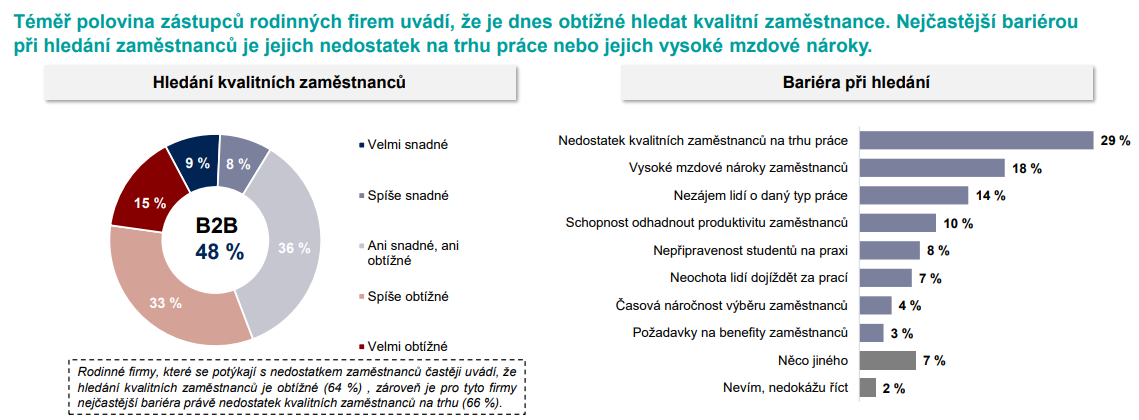 Téměř polovina zástupců rodinných firem uvádí, že je dnes obtížné hledat kvalitní zaměstnance. Nejčastější bariérou
při hledání zaměstnanců je jejich nedostatek na trhu práce nebo jejich vysoké mzdové nároky.
Hledání kvalitních zaměstnanců
9 %
8 %
36 %
33 %
15 %
B2B
48 %
Velmi snadné
Spíše snadné
Ani snadné, ani
obtížné
Spíše obtížné
Velmi obtížné
Rodinné firmy, které se potýkají s nedostatkem zaměstnanců častěji uvádí, že
hledání kvalitních zaměstnanců je obtížné (64 %) , zároveň je pro tyto firmy
nejčastější bariéra právě nedostatek kvalitních zaměstnanců na trhu (66 %).
Bariéra při hledání
Nedostatek kvalitních zaměstnanců na trhu práce 29 %
Vysoké mzdové nároky zaměstnanců 18 %
Nezájem lidí o daný typ práce 14 %
Schopnost odhadnout produktivitu zaměstnanců 10 %
Nepřipravenost studentů na praxi 8 %
Neochota lidí dojíždět za prací 7 %
Časová náročnost výběru zaměstnanců 4 %
Požadavky na benefity zaměstnanců 3 %
Něco jiného 7 %
Nevím, nedokážu říct 2 %